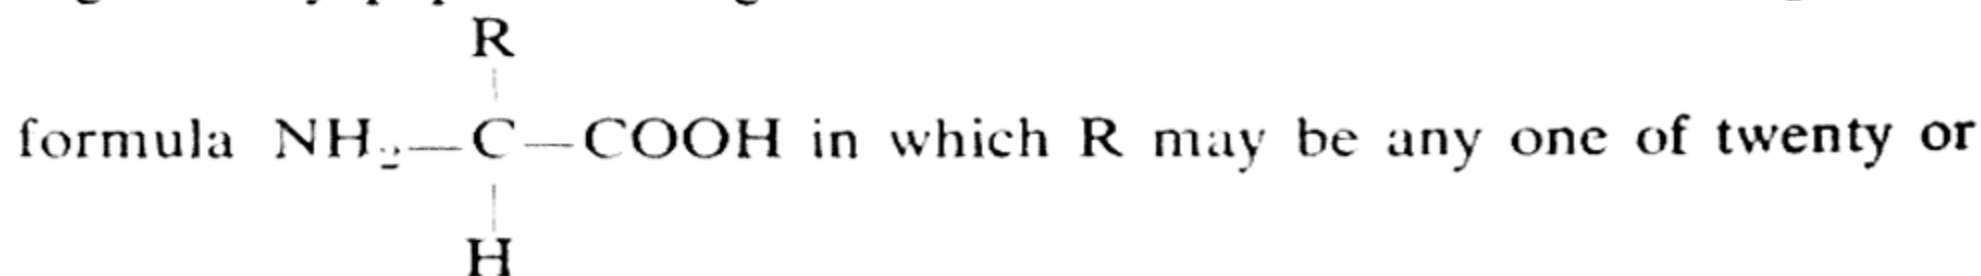 R
formula NH₂—C—COOH in which R may be any one of twenty or
H